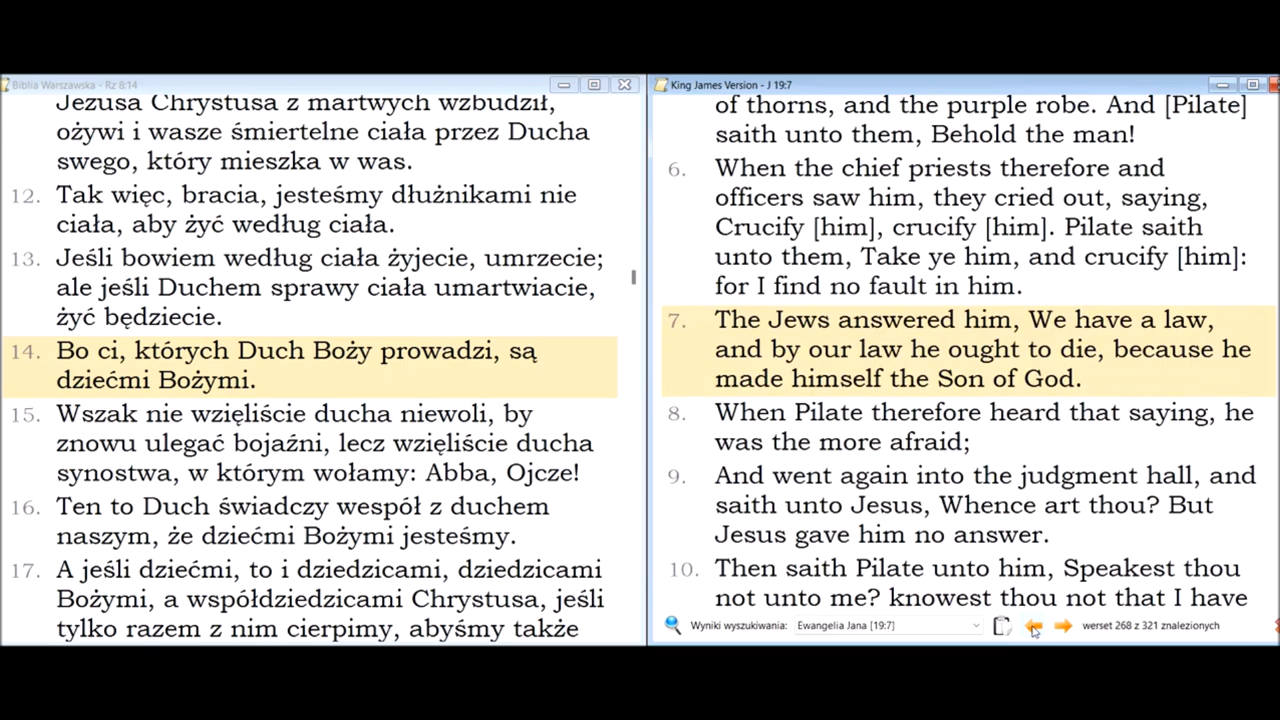 Biblia Warszawska - Rz 8:14
Jezusa Chrystusa z martwych wzbudził,
ożywi i wasze śmiertelne ciała przez Ducha
swego, który mieszka w was.
12. Tak więc, bracia, jesteśmy dłużnikami nie
ciała, aby żyć według ciała.
13. Jeśli bowiem według ciała żyjecie, umrzecie;
ale jeśli Duchem sprawy ciała umartwiacie,
żyć będziecie.
14. Bo ci, których Duch Boży prowadzi, są
dziećmi Bożymi.
15. Wszak nie wzięliście ducha niewoli, by
znowu ulegać bojaźni, lecz wzięliście ducha
synostwa, w którym wołamy: Abba, Ojcze!
16. Ten to Duch świadczy wespół z duchem
naszym, że dziećmi Bożymi jesteśmy.
17. A jeśli dziećmi, to i dziedzicami, dziedzicami
Bożymi, a współdziedzicami Chrystusa, jeśli
tylko razem z nim cierpimy, abyśmy także
King James Version - J 19:7
of thorns, and the purple robe. And [Pilate]
saith unto them, Behold the man!
6. When the chief priests therefore and
officers saw him, they cried out, saying,
Crucify [him], crucify [him]. Pilate saith
unto them, Take ye him, and crucify [him]:
for I find no fault in him.
7. The Jews answered him, We have a law,
and by our law he ought to die, because he
made himself the Son of God.
8. When Pilate therefore heard that saying, he
was the more afraid;
9. And went again into the judgment hall, and
saith unto Jesus, Whence art thou? But
Jesus gave him no answer.
10. Then saith Pilate unto him, Speakest thou
not unto me? knowest thou not that I have
Wyniki wyszukiwania: Ewangelia Jana [19:7] werset 268 z 321 znalezionych